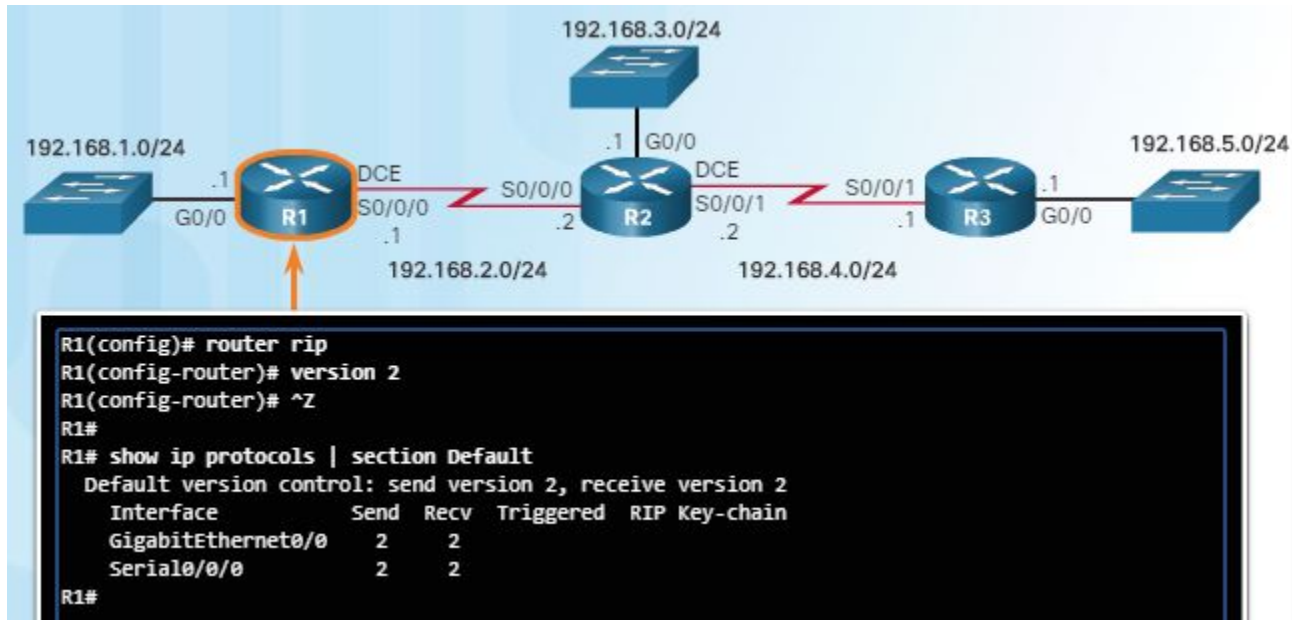 192.168.3.0/24
192.168.1.0/24
192.168.5.0/24
.1 G0/0
.1 DCE
DCE
G0/0 R1 S0/0/0
S0/0/0 R2 S0/0/1
S0/0/1 R3 .1 G0/0
.1
.2
.2
.1
192.168.2.0/24
192.168.4.0/24
R1(config)# router rip
R1(config-router)# version 2
R1(config-router)# ^Z
R1#
R1# show ip protocols | section Default
Default version control: send version 2, receive version 2
Interface Send Recv Triggered RIP Key-chain
GigabitEthernet0/0 2 2
Serial0/0/0 2 2
R1#